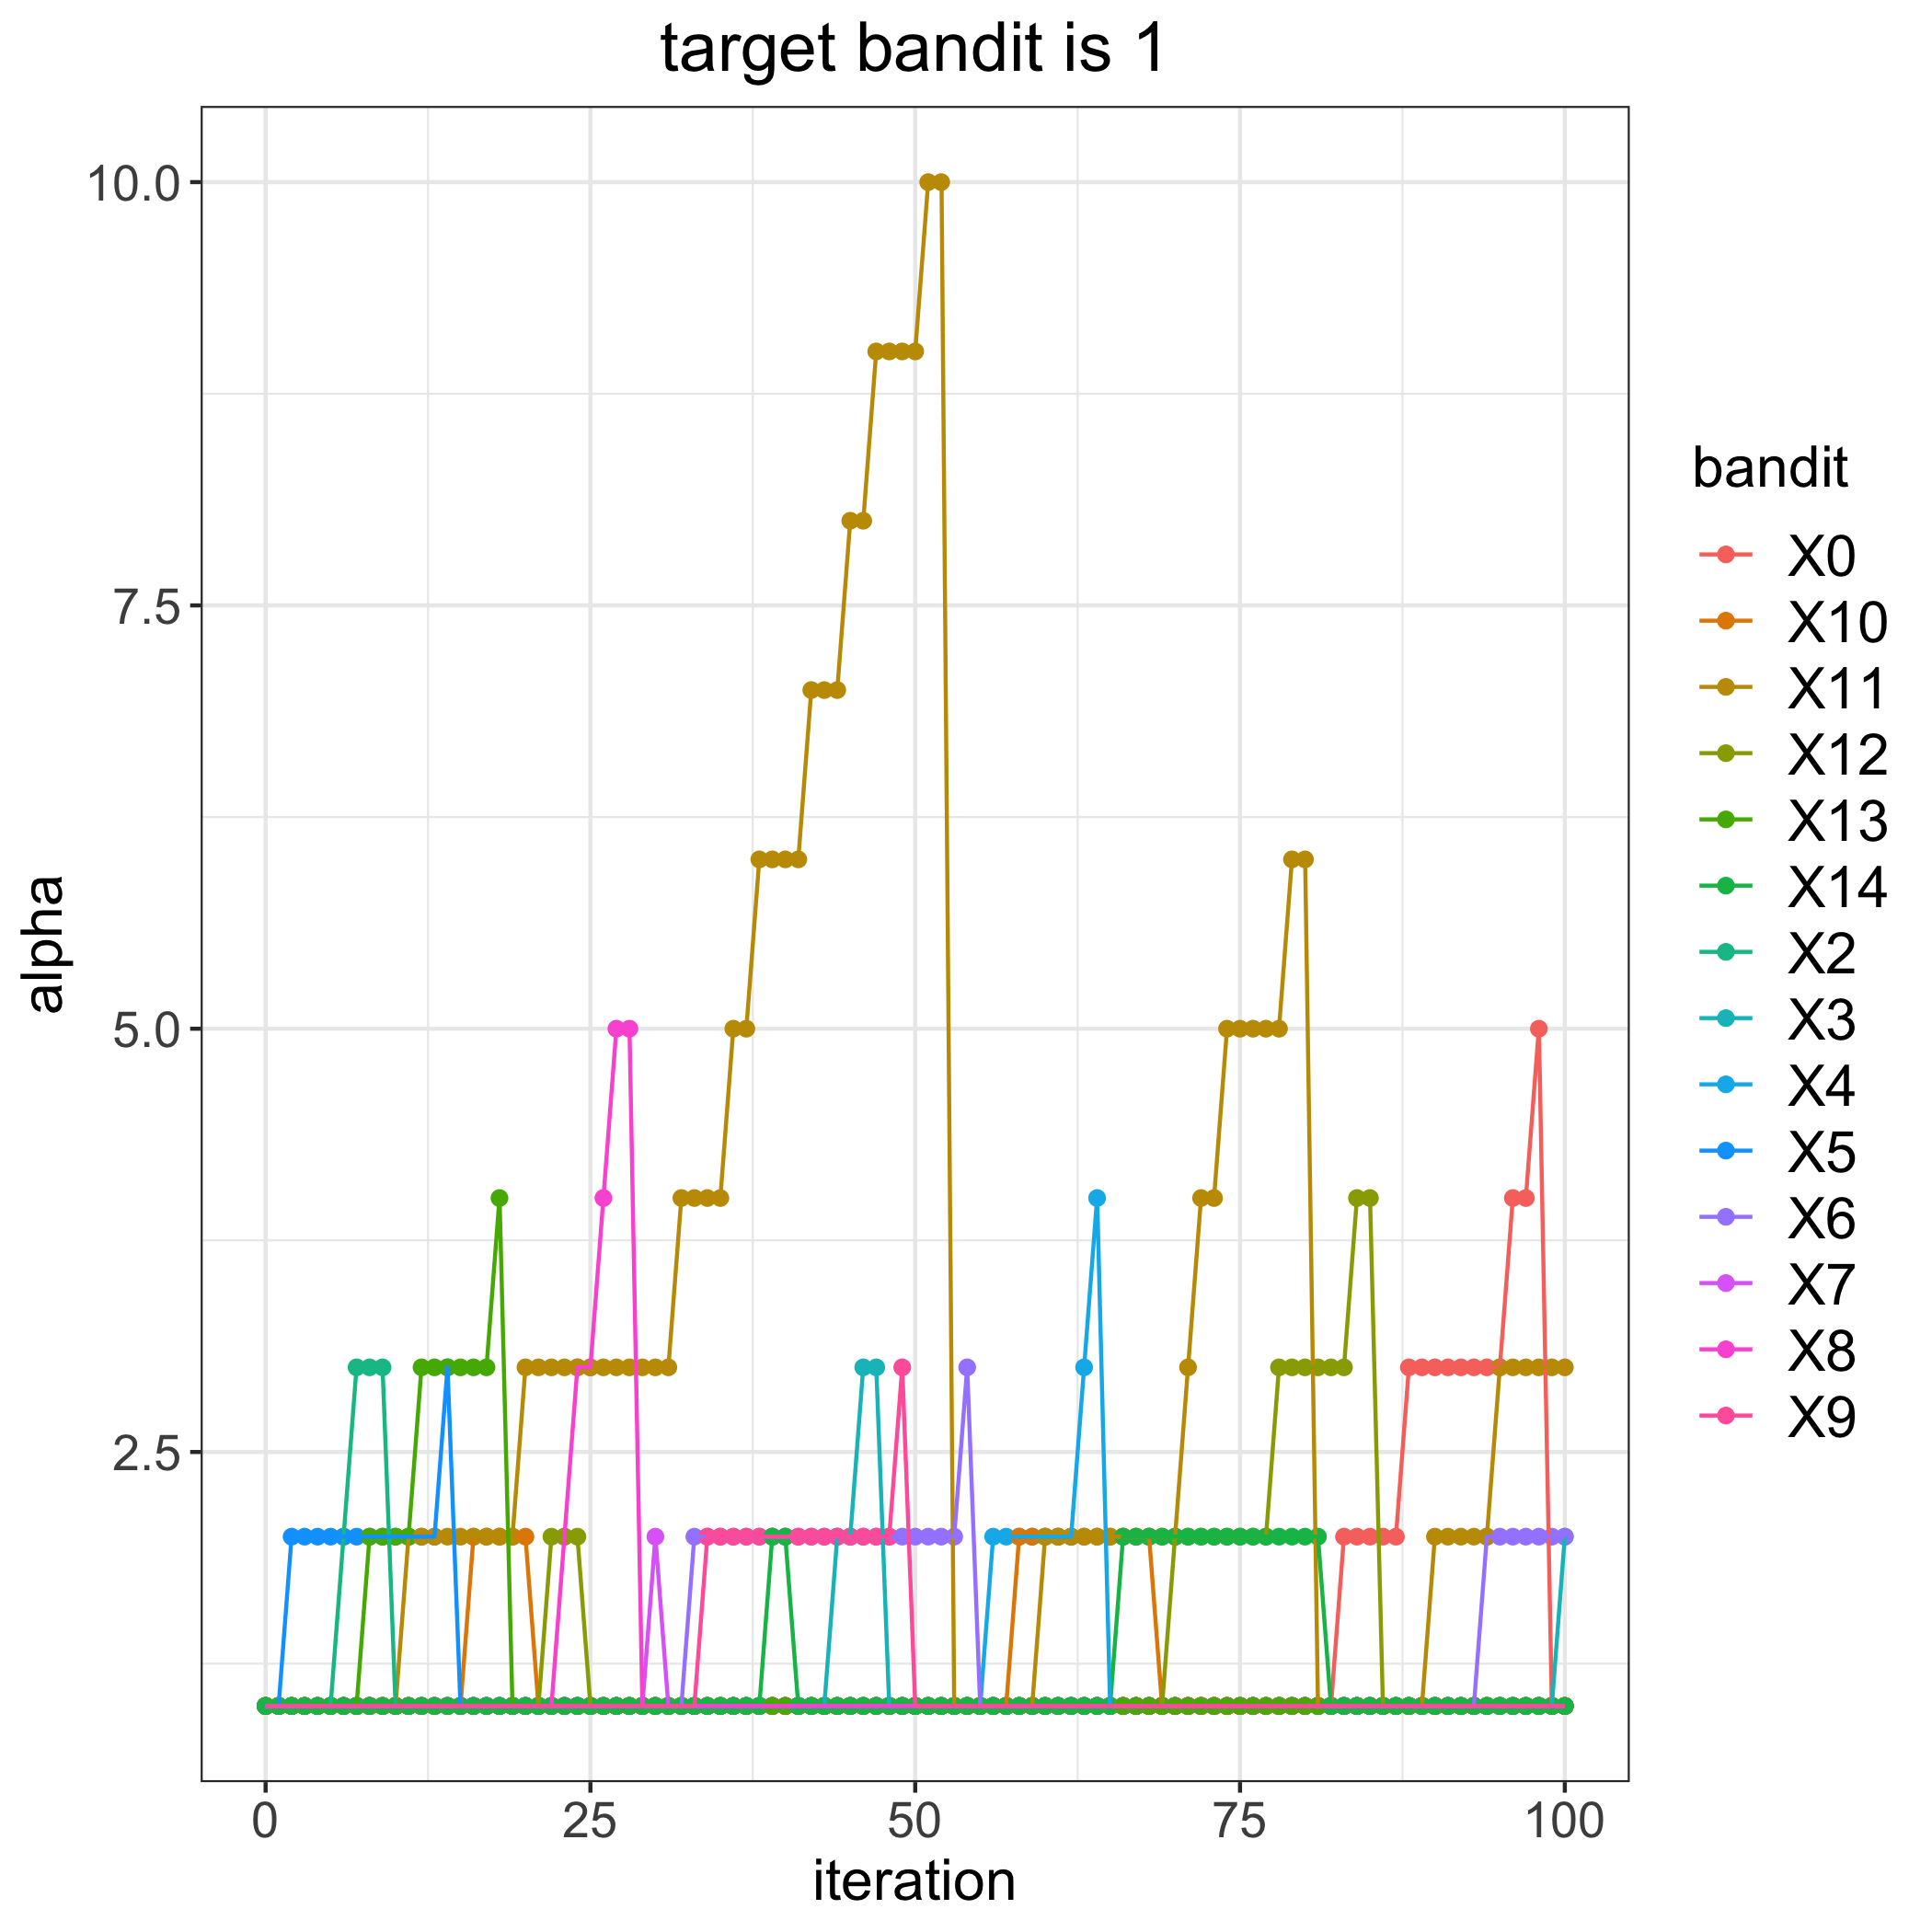 target bandit is 1
10.0
7.5
5.0
2.5
alpha
0 25 50 75 100
iteration
bandit
X0
X10
X11
X12
X13
X14
X2
X3
X4
X5
X6
X7
X8
X9